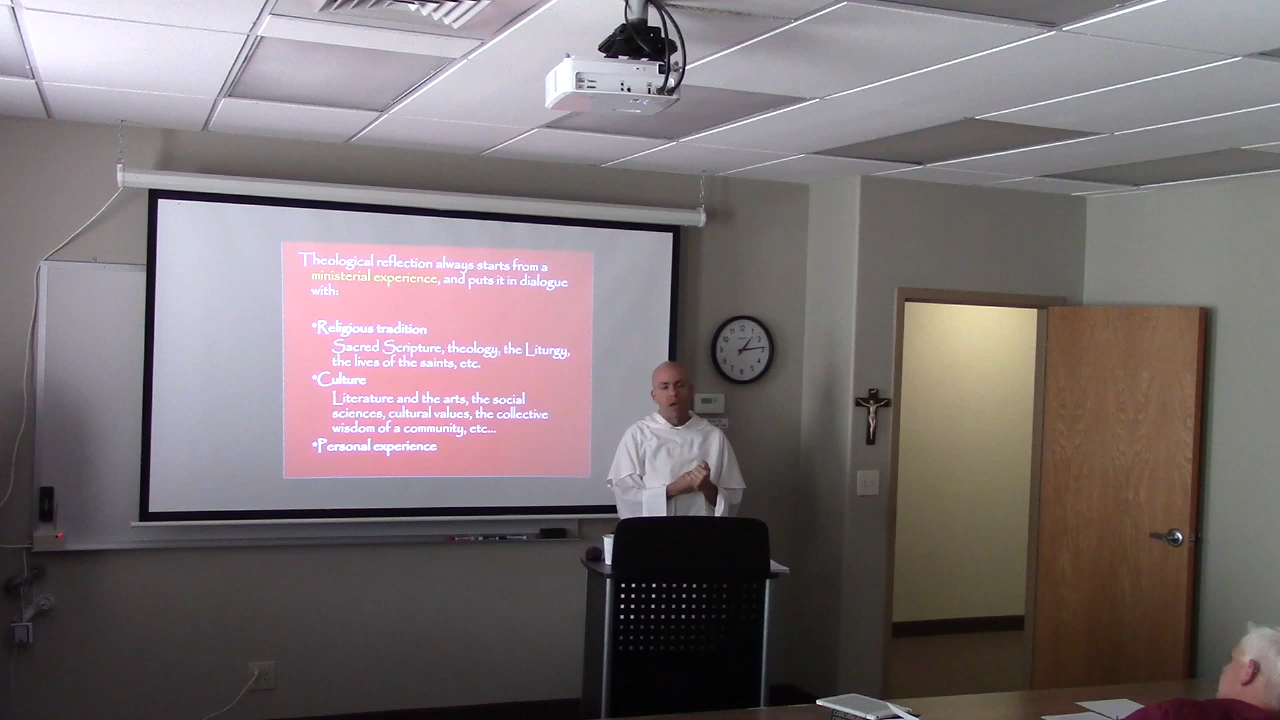 Theological reflection always starts from a
ministerial experience, and puts it in dialogue
with:
•Religious tradition
Sacred Scripture, theology, the Liturgy,
the lives of the saints, etc.
•Culture
Literature and the arts, the social
sciences, cultural values, the collective
wisdom of a community, etc...
•Personal experience